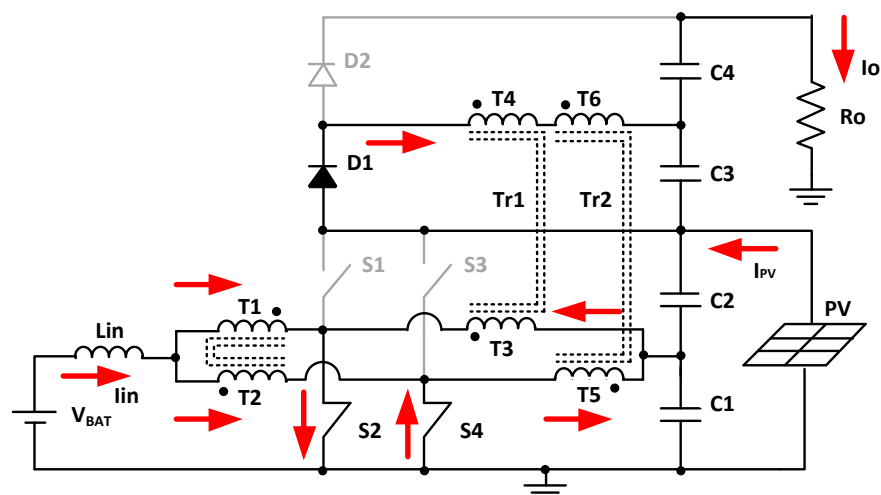 D2
C4
Io
T4
T6
Ro
D1
C3
Tr1
Tr2
S1
S3
IPV
T1
C2
PV
Lin
T3
Iin
T2
T5
VBAT
S2
S4
C1